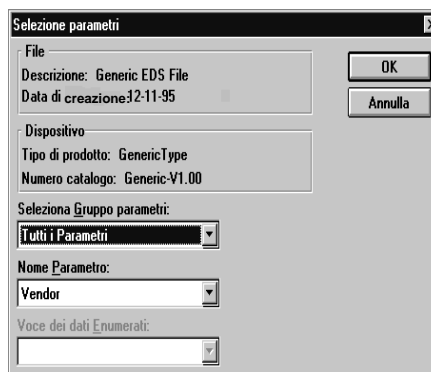 Selezione parametri
File
Descrizione: Generic EDS File
Data di creazione:12-11-95
OK
Annulla
Dispositivo
Tipo di prodotto: GenericType
Numero catalogo: Generic-V1.00
Seleziona Gruppo parametri:
Tutti i Parametri
Nome Parametro:
Vendor
Voce dei dati Enumerati: